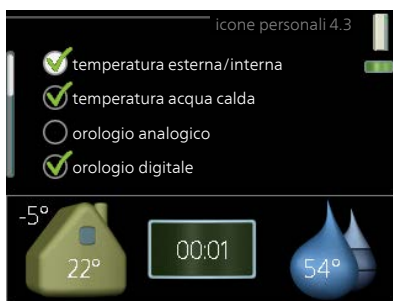 icone personali 4.3
temperatura esterna/interna
temperatura acqua calda
orologio analogico
orologio digitale
-5°
22°
00:01
54°